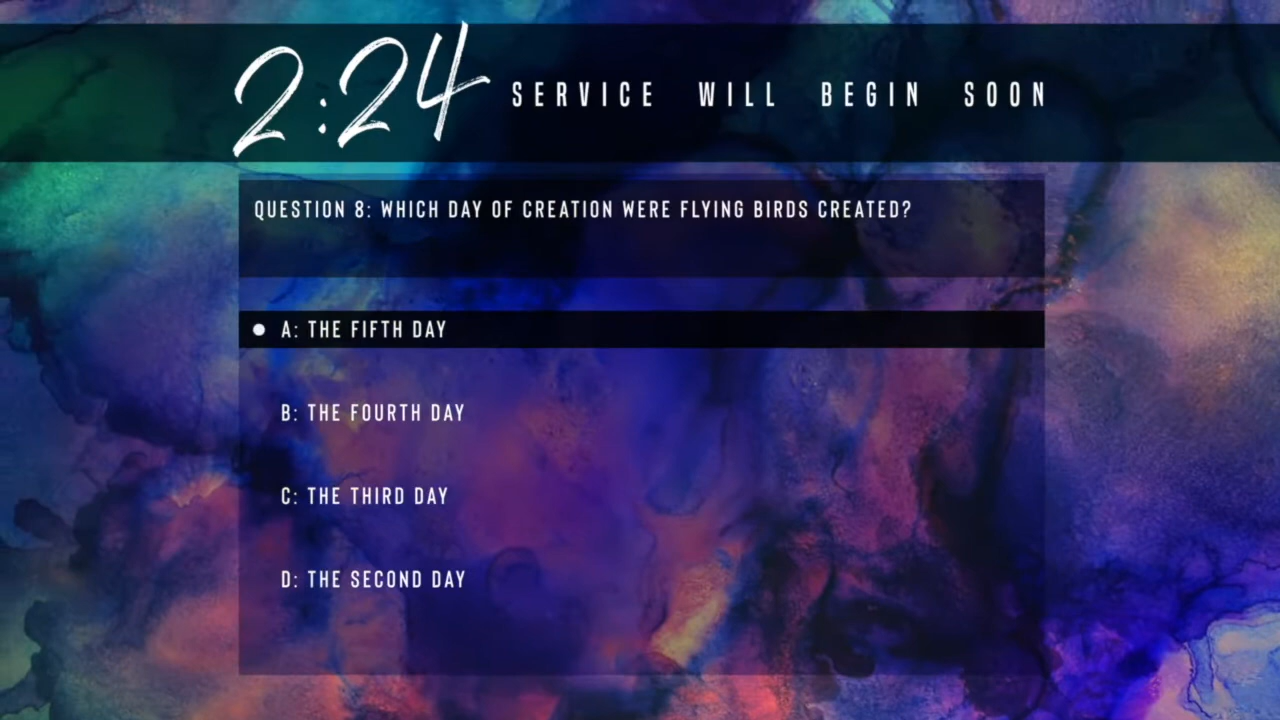 2:24 SERVICE WILL BEGIN SOON
QUESTION 8: WHICH DAY OF CREATION WERE FLYING BIRDS CREATED?
A: THE FIFTH DAY
B: THE FOURTH DAY
C: THE THIRD DAY
D: THE SECOND DAY